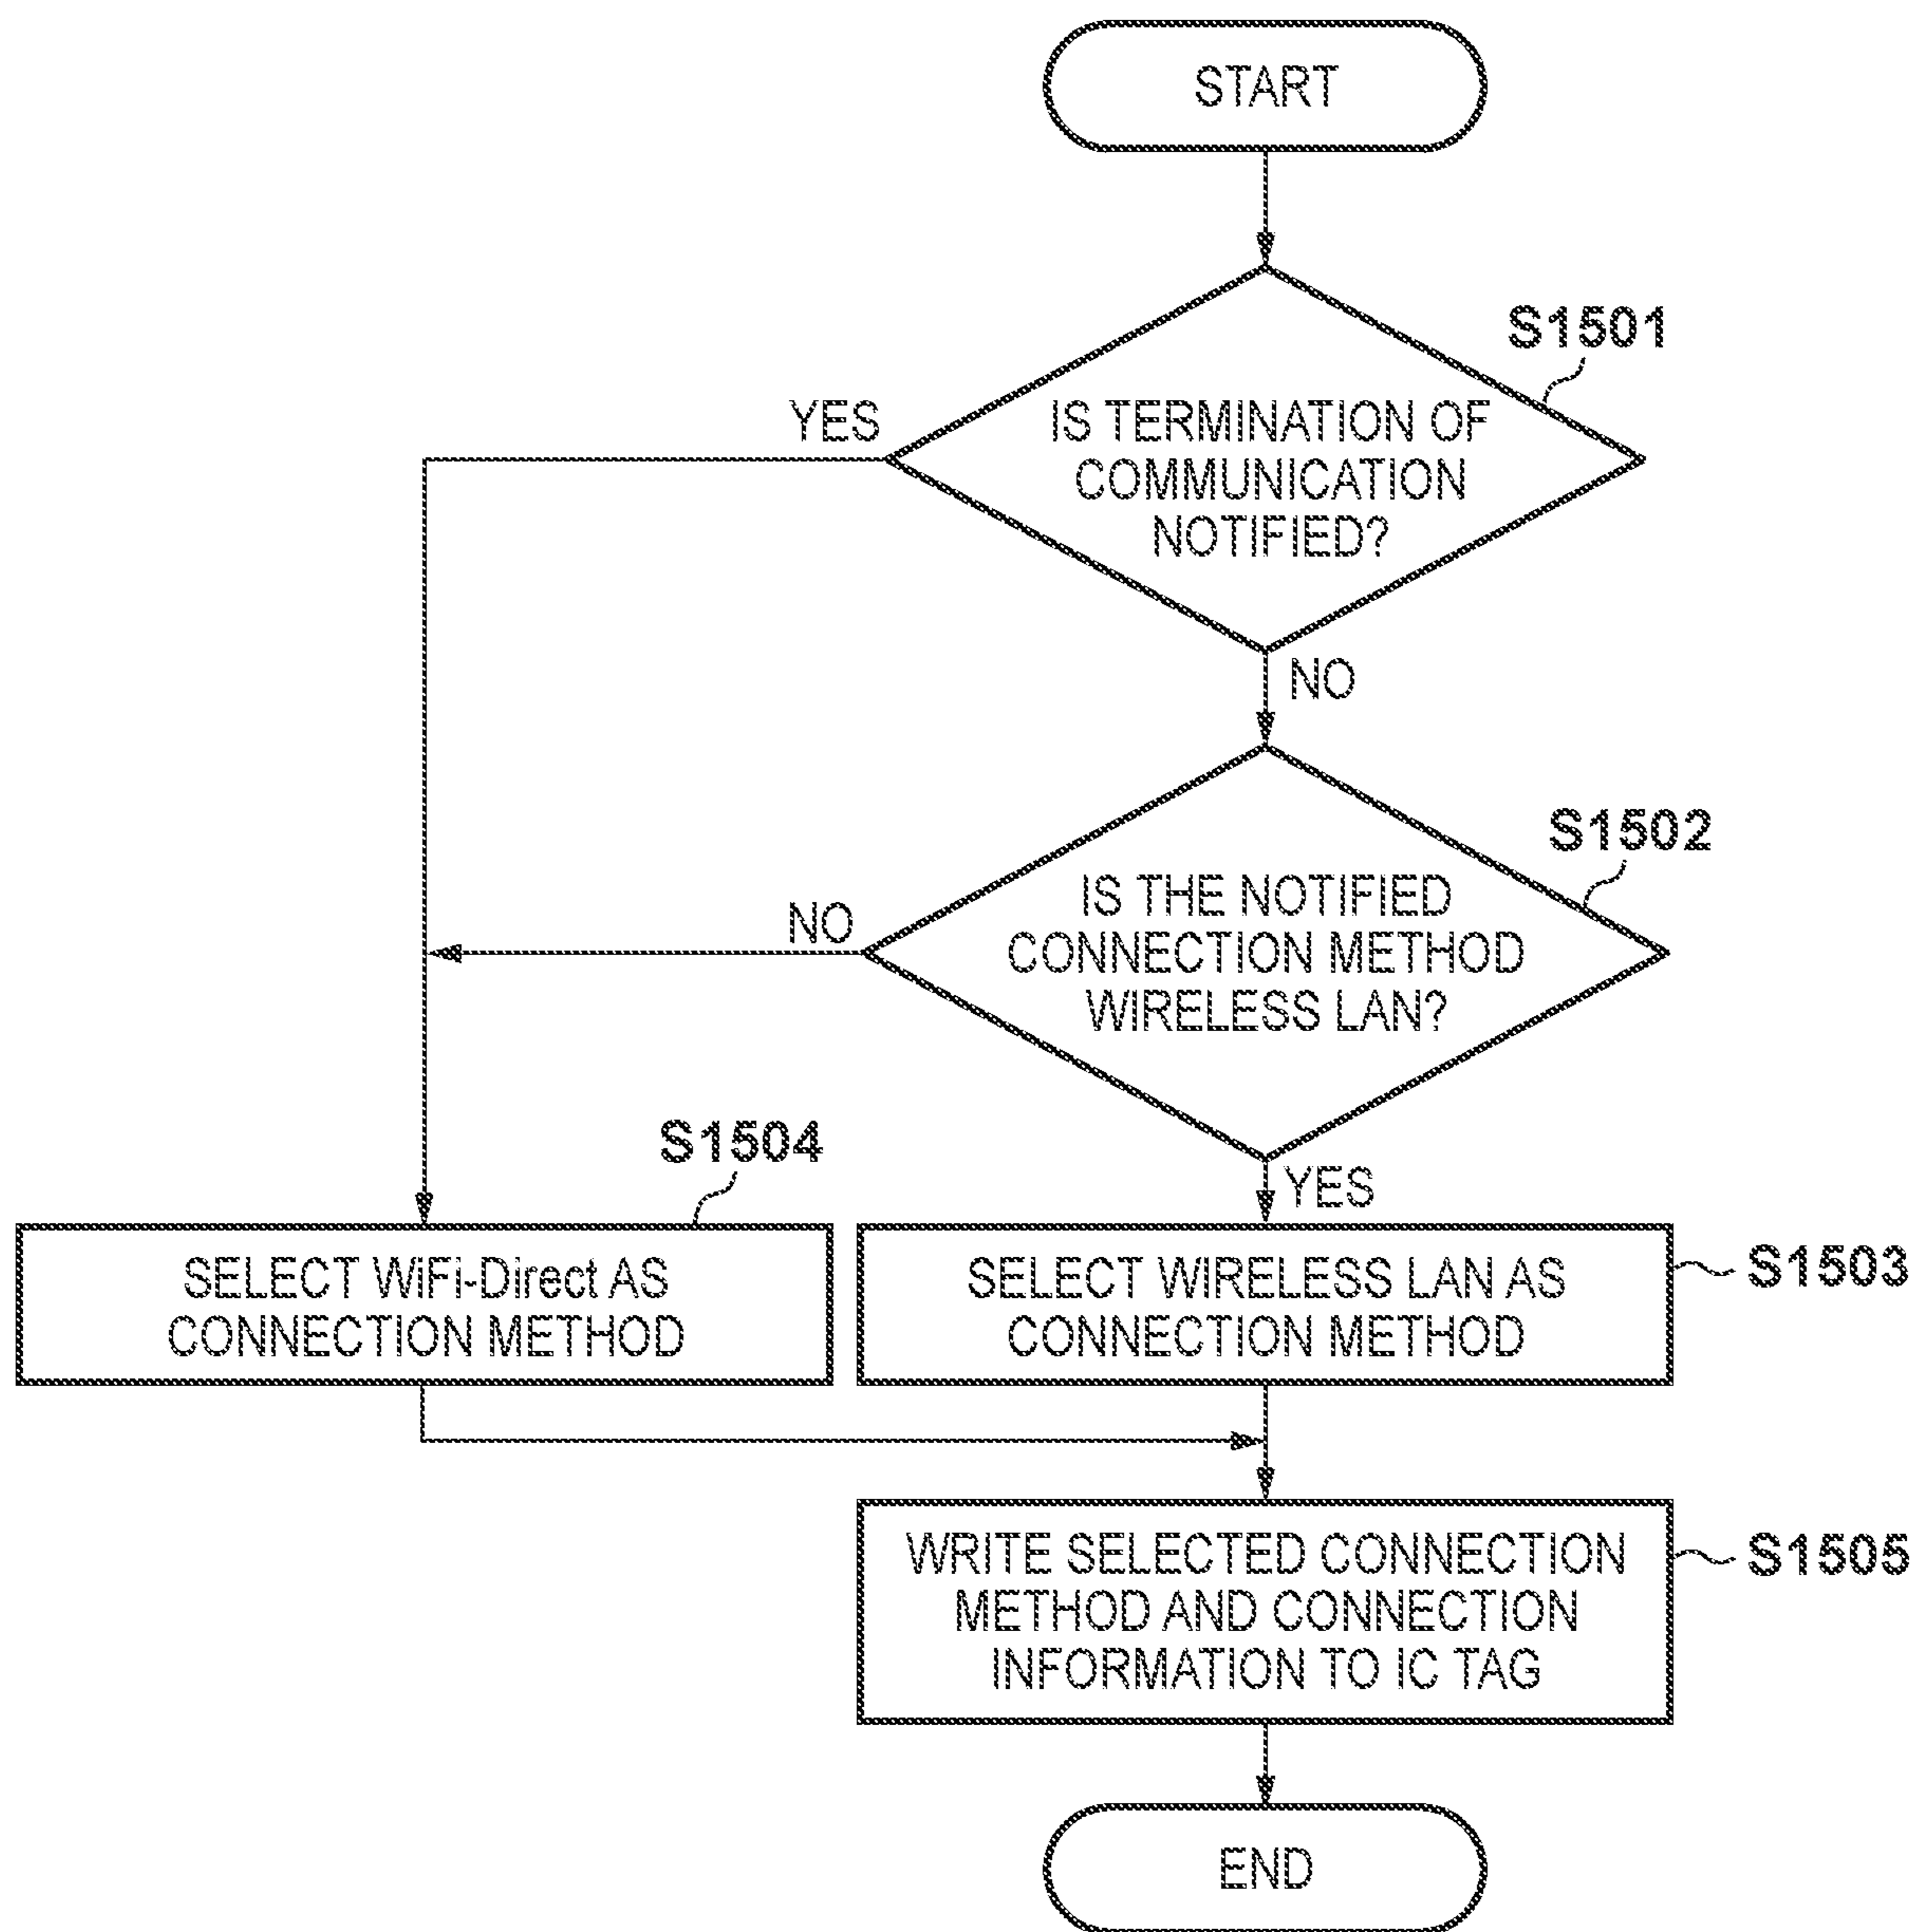 START
S1501
YES
IS TERMINATION OF
COMMUNICATION
NOTIFIED?
NO
S1502
NO
IS THE NOTIFIED
CONNECTION METHOD
WIRELESS LAN?
S1504
YES
SELECT WiFi-Direct AS
CONNECTION METHOD
SELECT WIRELESS LAN AS
CONNECTION METHOD
S1503
WRITE SELECTED CONNECTION
METHOD AND CONNECTION
INFORMATION TO IC TAG
S1505
END